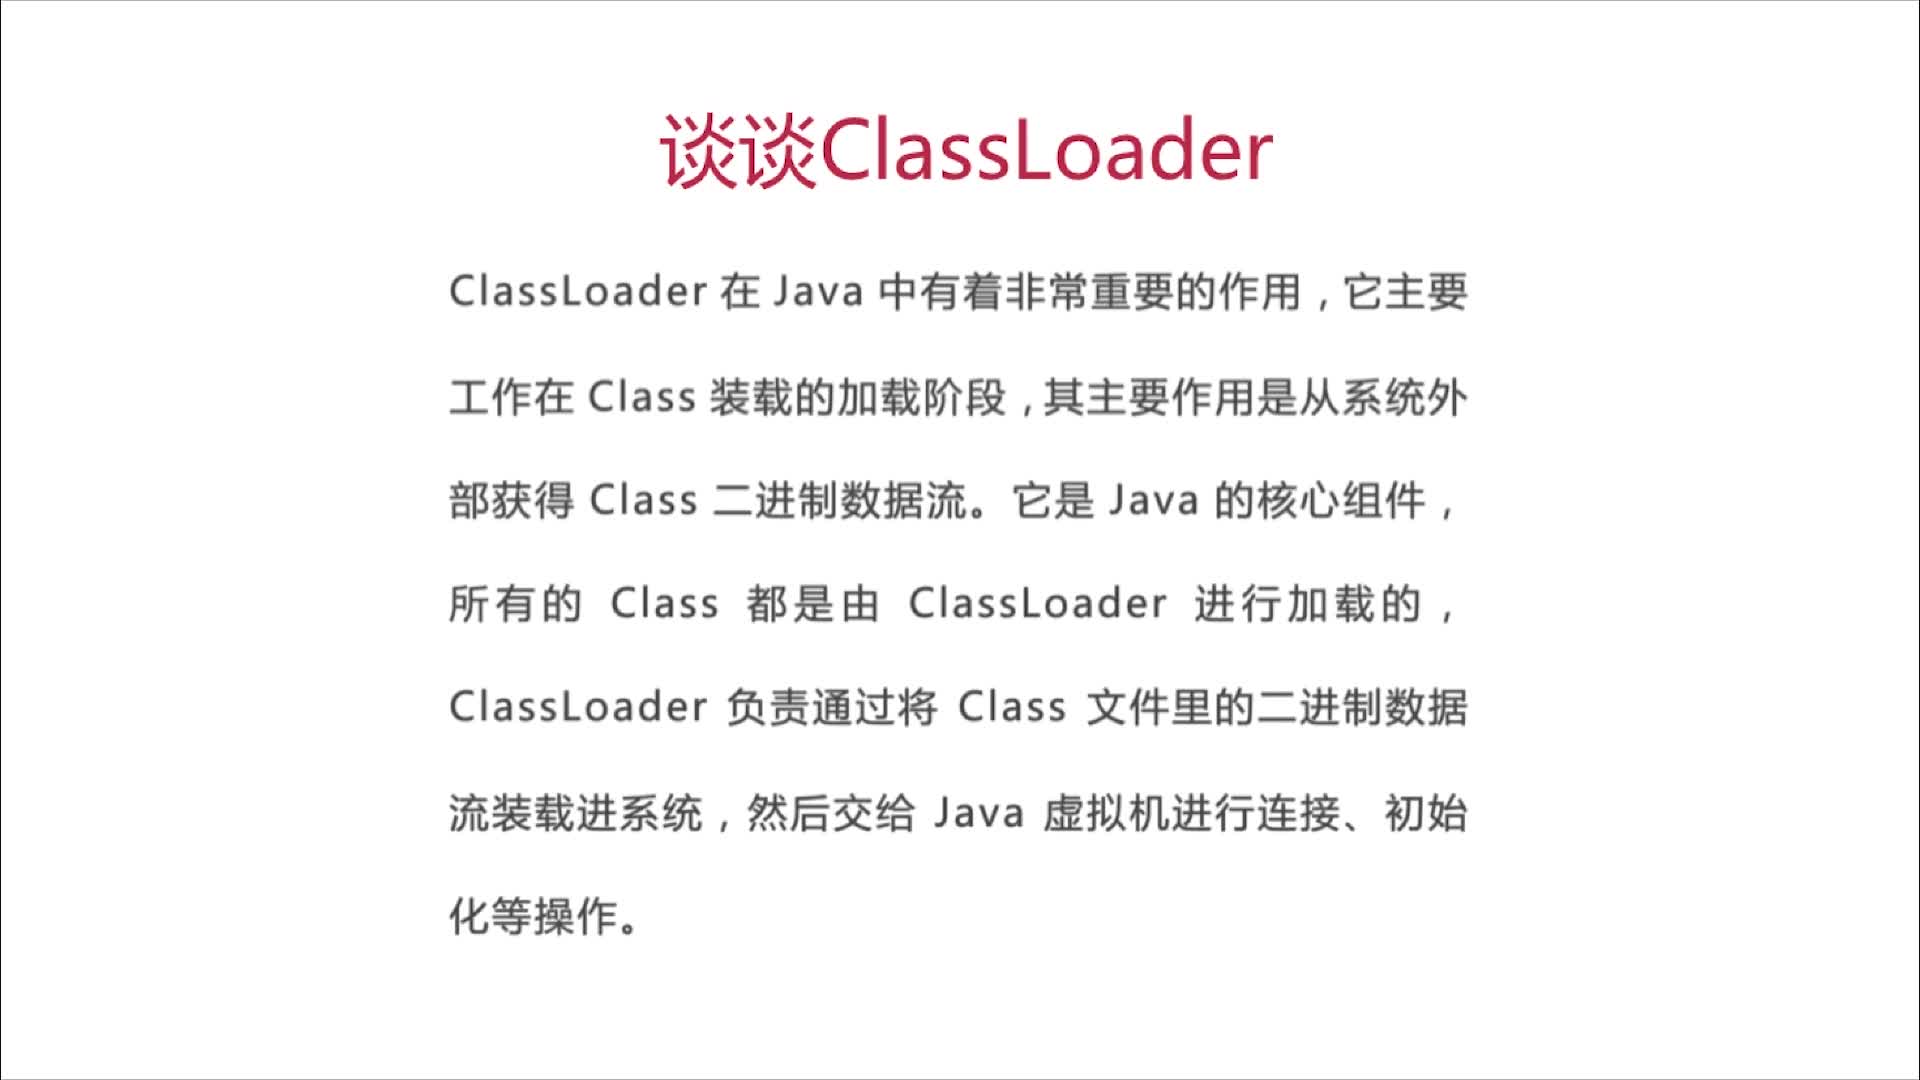 谈谈ClassLoader
ClassLoader 在 Java 中有着非常重要的作用，它主要
工作在 Class 装载的加载阶段，其主要作用是从系统外
部获得 Class 二进制数据流。它是 Java 的核心组件，
所有的 Class 都是由 ClassLoader 进行加载的，
ClassLoader 负责通过将 Class 文件里的二进制数据
流装载进系统，然后交给 Java 虚拟机进行连接、初始
化等操作。